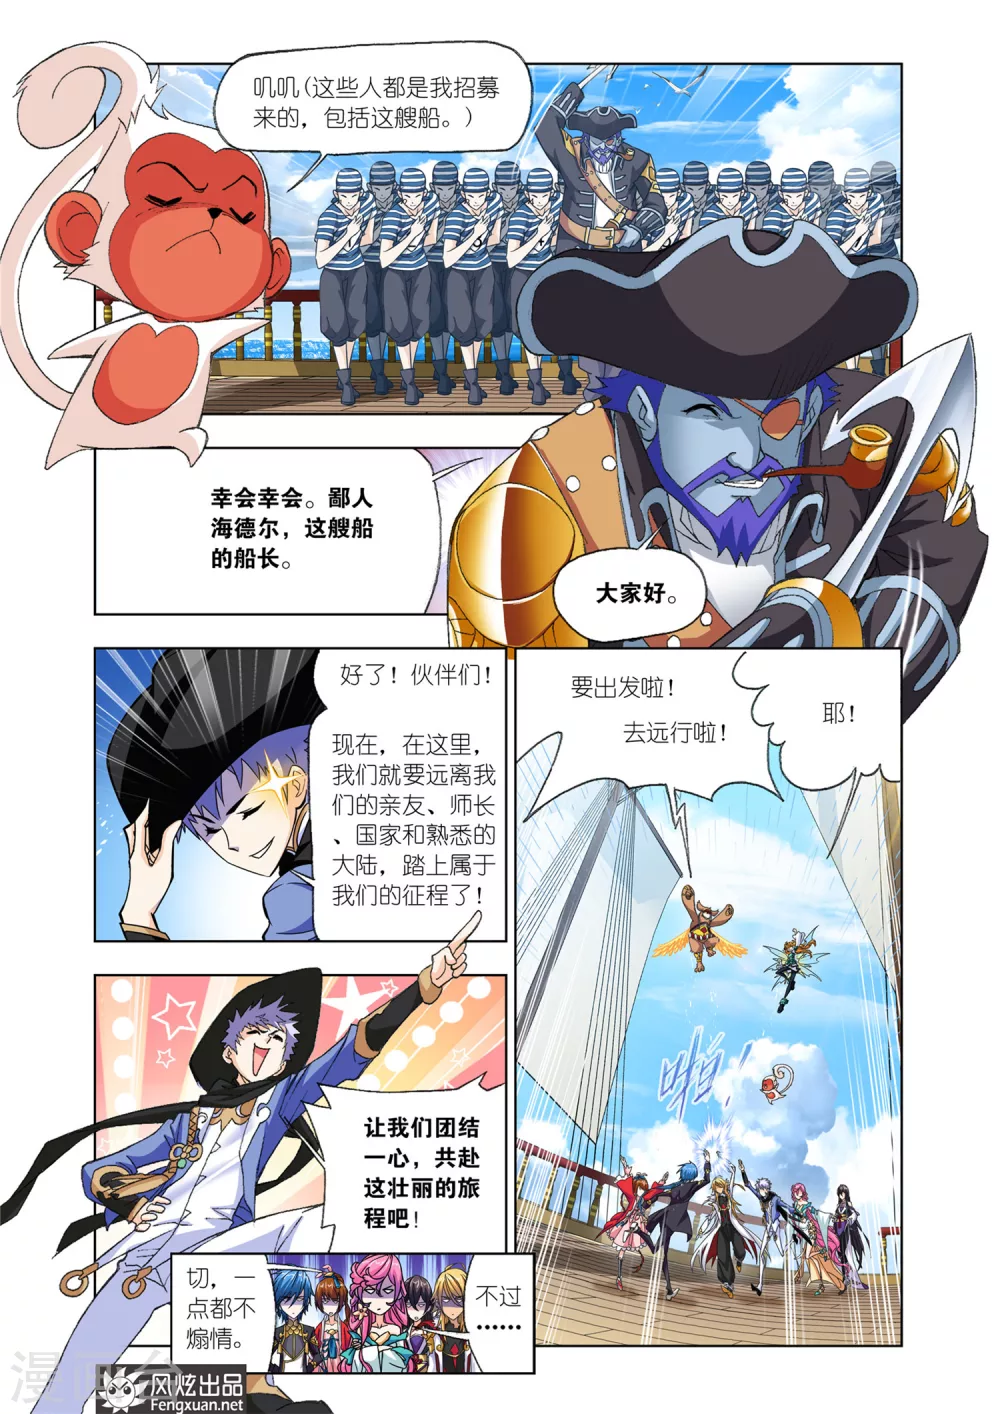 叽叽(这些人都是我招募
来的，包括这艘船。)
幸会幸会。鄙人
海德尔，这艘船
的船长。
大家好。
好了！伙伴们！
现在，在这里，
我们就要远离我
们的亲友、师长
、国家和熟悉的
大陆，踏上属于
我们的征程了！
让我们团结
一心，共赴
这壮丽的旅
程吧！
切，一
点都不
煽情。
不过
……
要出发啦！
去远行啦！
耶！
啪！
漫画台
风炫出品
Fengxuan.net